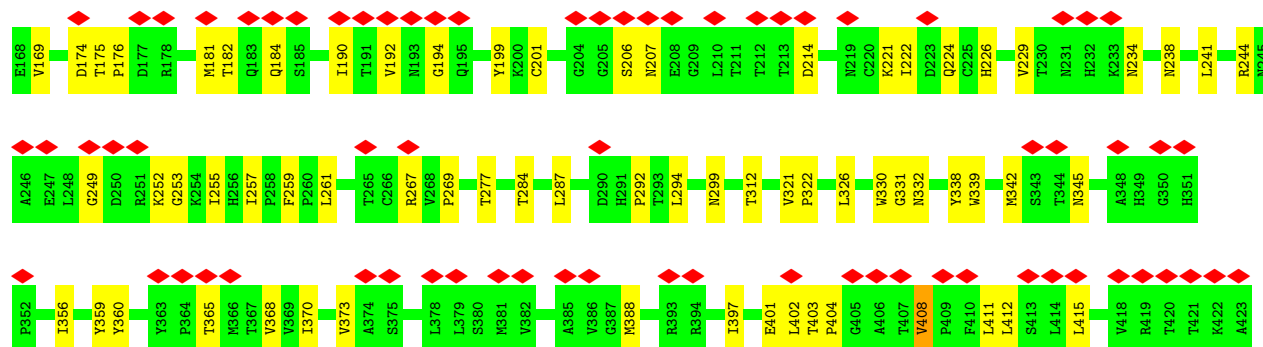 E168 V169 D174 T175 P176 D177 R178 M181 T182 Q183 Q184 S185 I190 T191 V192 N193 G194 Q195 Y199 K200 C201 G204 G205 S206 N207 E208 G209 L210 T211 T212 T213 D214 N219 C220 K221 I222 D223 Q224 C225 H226 V229 T230 N231 H232 K233 N234 N238 L241 R244 N245
A246 E247 L248 G249 D250 R251 K252 G253 K254 I255 H256 I257 P258 F259 P260 L261 T265 C266 R267 V268 P269 T277 T284 L287 D290 H291 P292 T293 L294 N299 T312 V321 P322 L326 W330 G331 N332 Y338 W339 M342 S343 T344 N345 A348 H349 G350 H351
P352 I356 Y359 Y360 Y363 P364 T365 M366 T367 V368 V369 I370 V373 A374 S375 L378 L379 S380 M381 V382 A385 V386 G387 M388 R393 R394 I397 E401 L402 T403 P404 G405 A406 T407 V408 P409 F410 L411 L412 S413 L414 L415 V418 R419 T420 T421 K422 A423